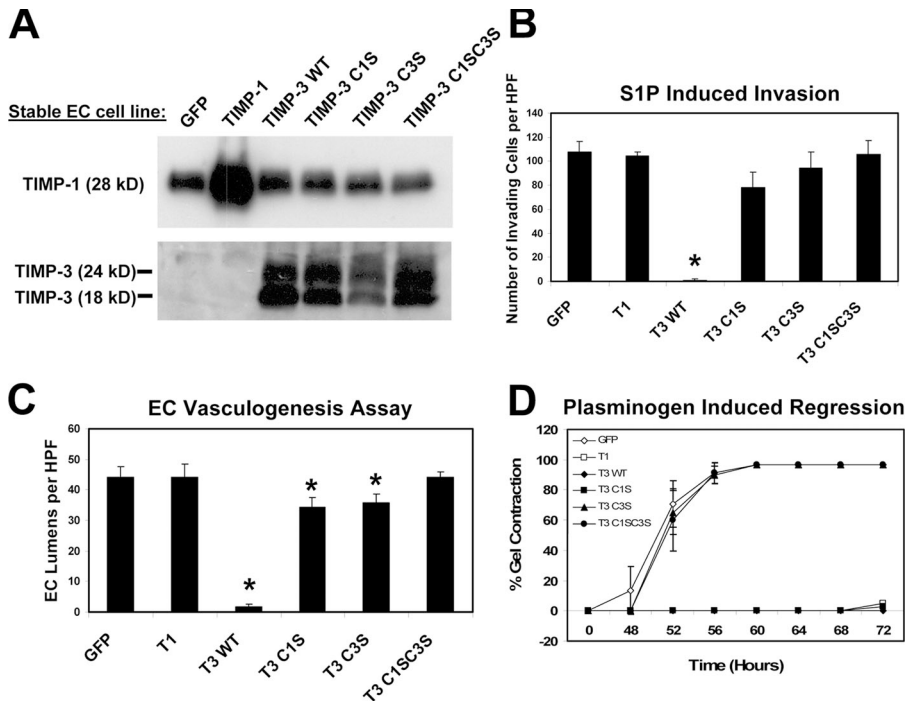 A
Stable EC cell line:
GFP
TIMP-1
TIMP-3 WT
TIMP-3 C1S
TIMP-3 C3S
TIMP-3 C1SC3S
TIMP-1 (28 kD)
TIMP-3 (24 kD)
TIMP-3 (18 kD)
B
S1P Induced Invasion
Number of Invading Cells per HPF
140
120
100
80
60
40
20
0
*
GFP
T1
T3 WT
T3 C1S
T3 C3S
T3 C1SC3S
C
EC Vasculogenesis Assay
EC Lumens per HPF
60
50
40
30
20
10
0
*
*
*
GFP
T1
T3 WT
T3 C1S
T3 C3S
T3 C1SC3S
D
Plasminogen Induced Regression
% Gel Contraction
120
100
80
60
40
20
0
-20
GFP
T1
T3 WT
T3 C1S
T3 C3S
T3 C1SC3S
0 48 52 56 60 64 68 72
Time (Hours)